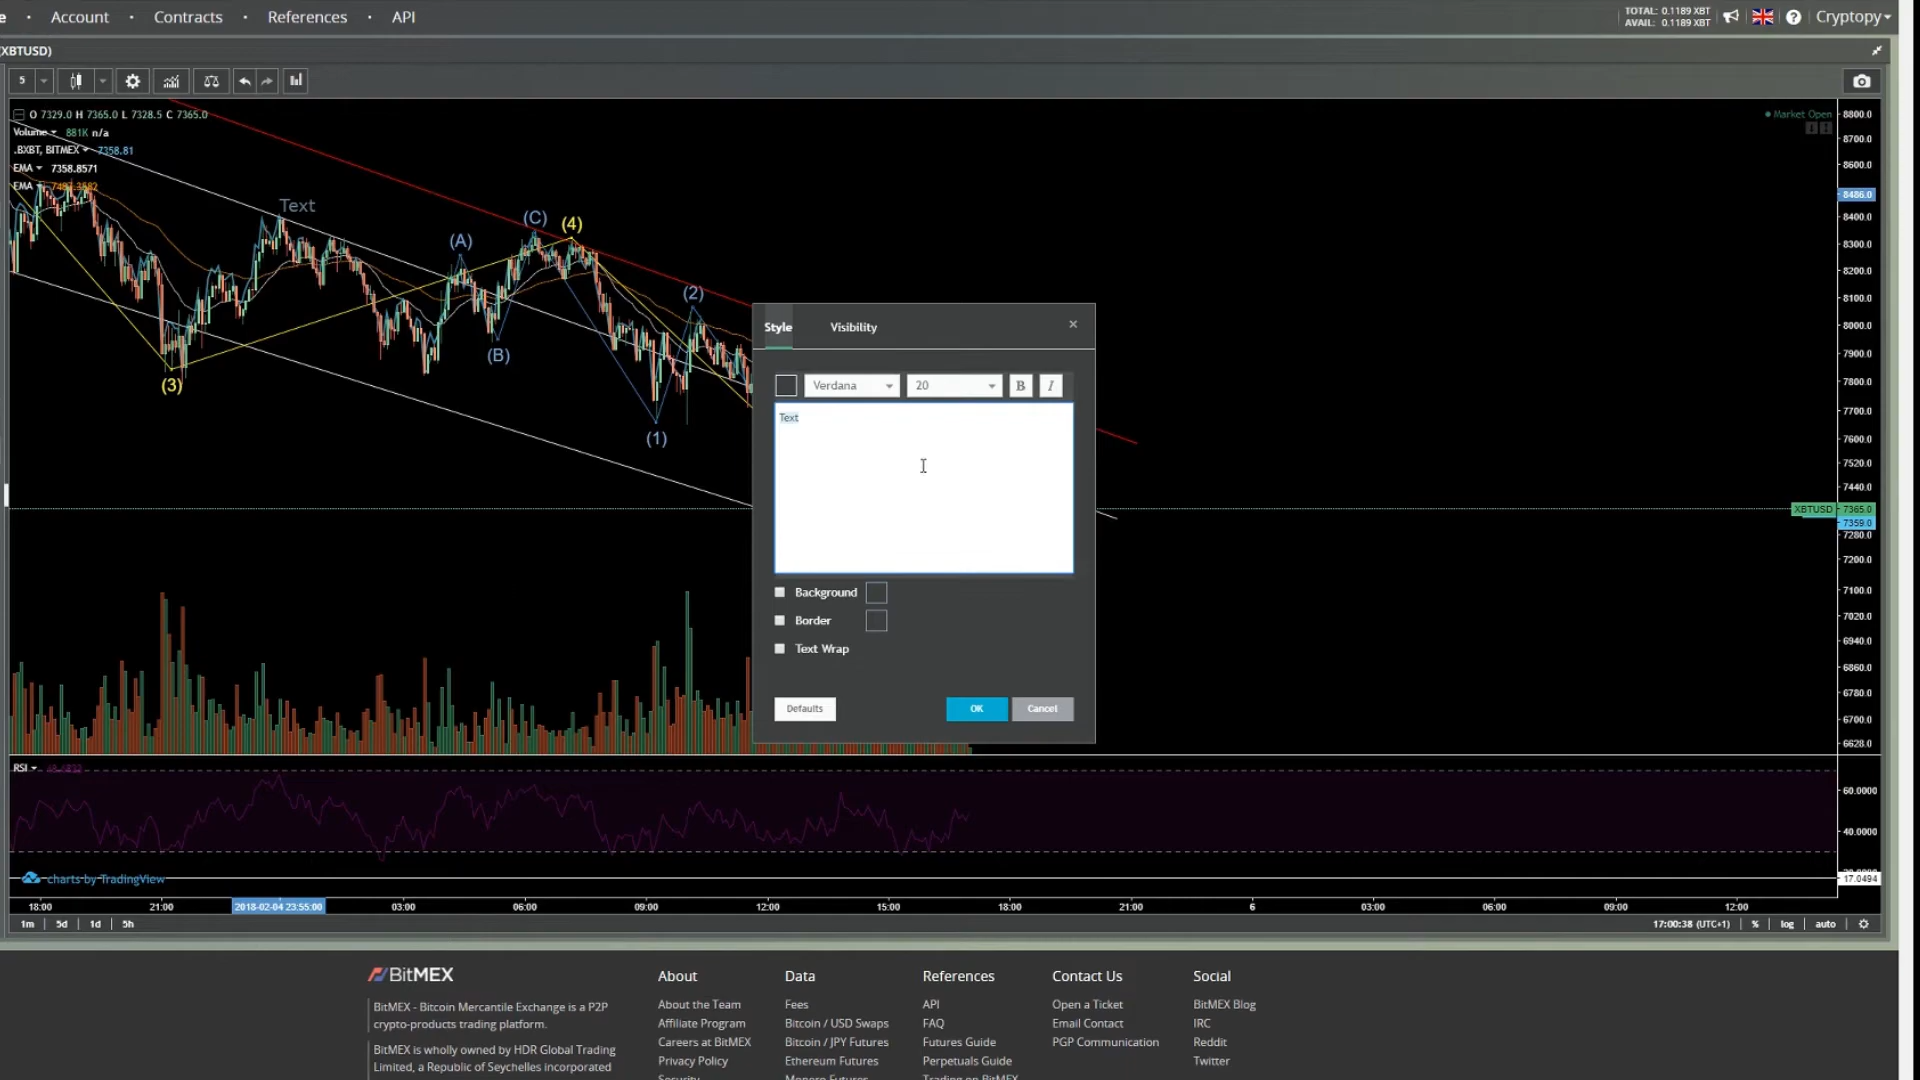 e · Account · Contracts · References · API
TOTAL: 0.1189 XBT
AVAIL: 0.1189 XBT
Cryptopy
(XBTUSD)
5
O 7329.0 H 7365.0 L 7328.5 C 7365.0
Market Open
Volume 881K n/a
.BXBT, BITMEX 7358.81
EMA 7358.8571
EMA
Text
(C)
(4)
(A)
(2)
(B)
(3)
(1)
8800.0
8700.0
8600.0
8486.0
8400.0
8300.0
8200.0
8100.0
8000.0
7900.0
7800.0
7700.0
7600.0
7520.0
7440.0
XBTUSD 7365.0
7359.0
7280.0
7200.0
7100.0
7020.0
6940.0
6860.0
6780.0
6700.0
6628.0
Style Visibility ×
Verdana 20 B I
Text
Background
Border
Text Wrap
Defaults OK Cancel
RSI
60.0000
40.0000
17.0494
charts by TradingView
18:00 21:00 2018-02-04 23:55:00 03:00 06:00 09:00 12:00 15:00 18:00 21:00 6 03:00 06:00 09:00 12:00
1m 5d 1d 5h
17:00:38 (UTC+1) % log auto
BitMEX
BitMEX - Bitcoin Mercantile Exchange is a P2P
crypto-products trading platform.
BitMEX is wholly owned by HDR Global Trading
Limited, a Republic of Seychelles incorporated
About
About the Team
Affiliate Program
Careers at BitMEX
Privacy Policy
Security
Data
Fees
Bitcoin / USD Swaps
Bitcoin / JPY Futures
Ethereum Futures
Monero Futures
References
API
FAQ
Futures Guide
Perpetuals Guide
Trading on BitMEX
Contact Us
Open a Ticket
Email Contact
PGP Communication
Social
BitMEX Blog
IRC
Reddit
Twitter